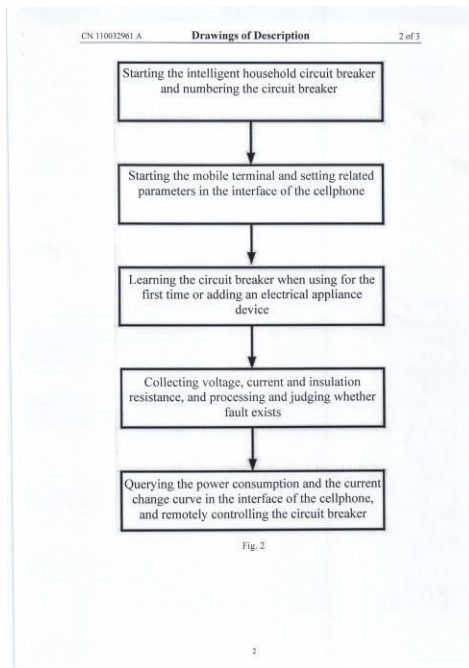 CN 110032961 A Drawings of Description 2 of 3
Starting the intelligent household circuit breaker
and numbering the circuit breaker
Starting the mobile terminal and setting related
parameters in the interface of the cellphone
Learning the circuit breaker when using for the
first time or adding an electrical appliance
device
Collecting voltage, current and insulation
resistance, and processing and judging whether
fault exists
Querying the power consumption and the current
change curve in the interface of the cellphone,
and remotely controlling the circuit breaker
Fig. 2
2